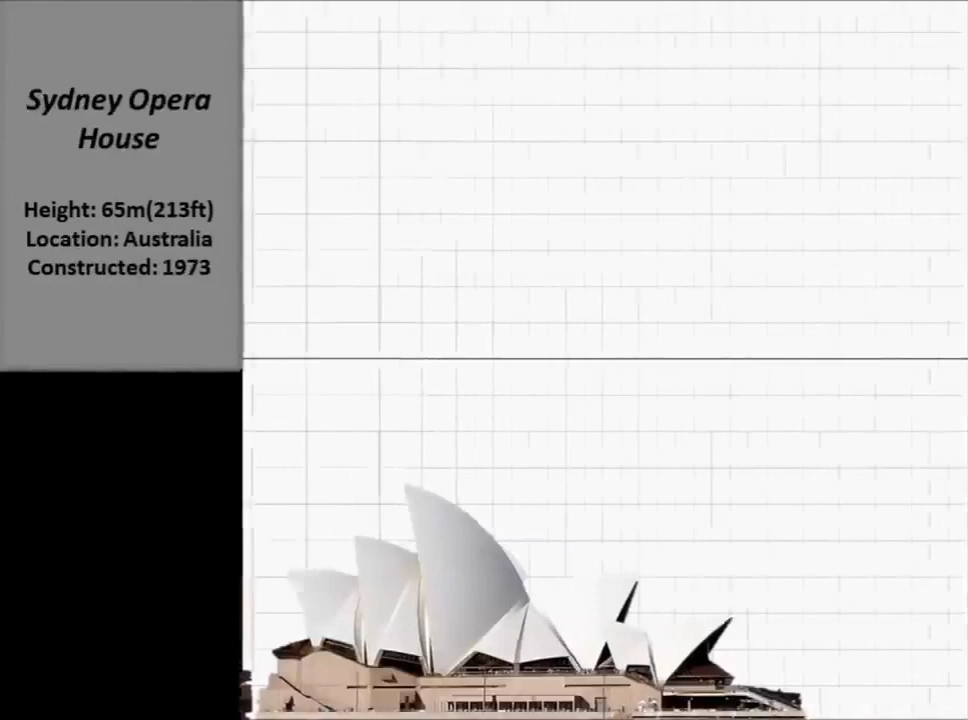 Sydney Opera
House
Height: 65m(213ft)
Location: Australia
Constructed: 1973